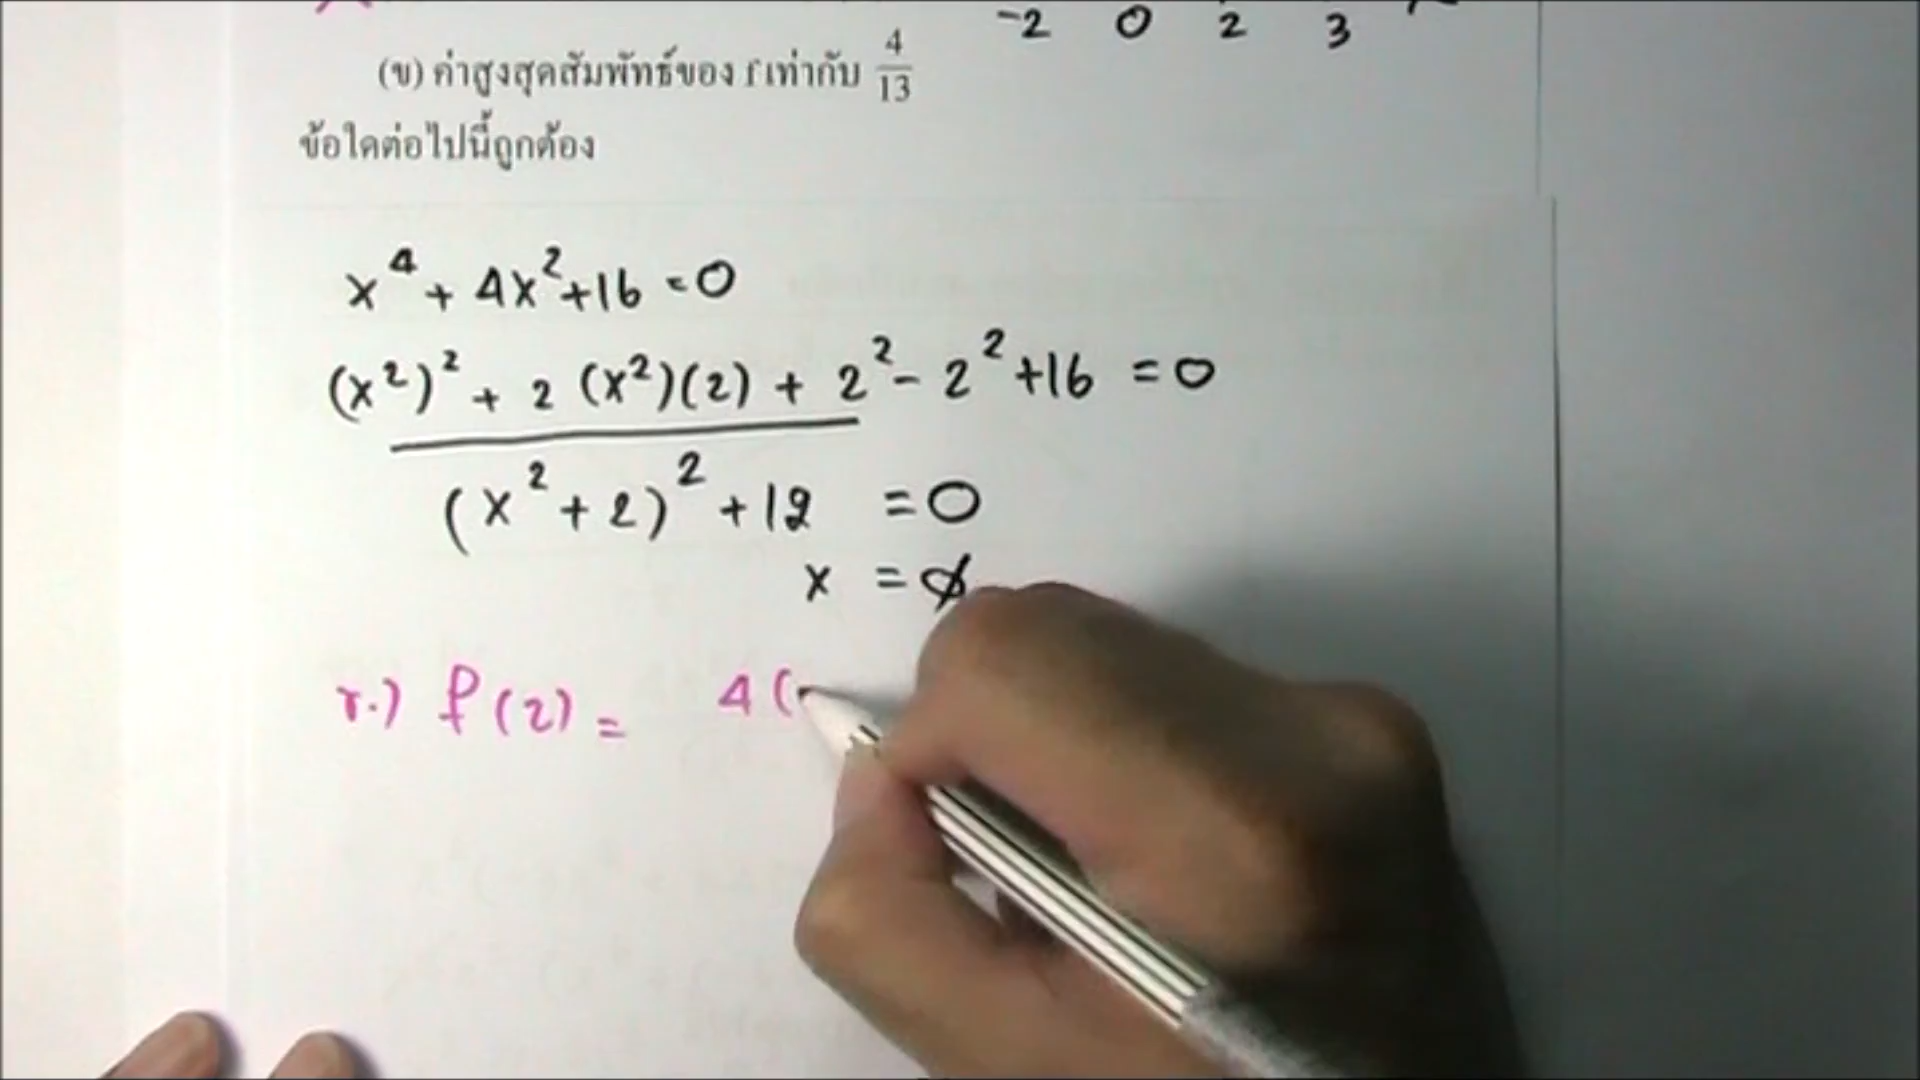 -2 0 2 3
(ข) ค่าสูงสุดสัมพัทธ์ของ f เท่ากับ 4/13
ข้อใดต่อไปนี้ถูกต้อง
x⁴ + 4x² + 16 = 0
(x²)² + 2 (x²)(2) + 2² - 2² + 16 = 0
(x² + 2)² + 12 = 0
x = ∅
ข.) f(2) = 4(